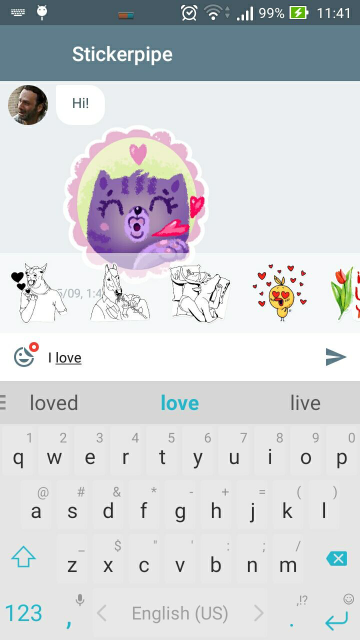 99% 11:41
Stickerpipe
Hi!
5/09, 1:4
I love
loved love live
1 2 3 4 5 6 7 8 9 0
q w e r t y u i o p
@ # & * - + = ( )
a s d f g h j k l
_ $ " ' : ; /
z x c v b n m
123 , English (US) . ,!?